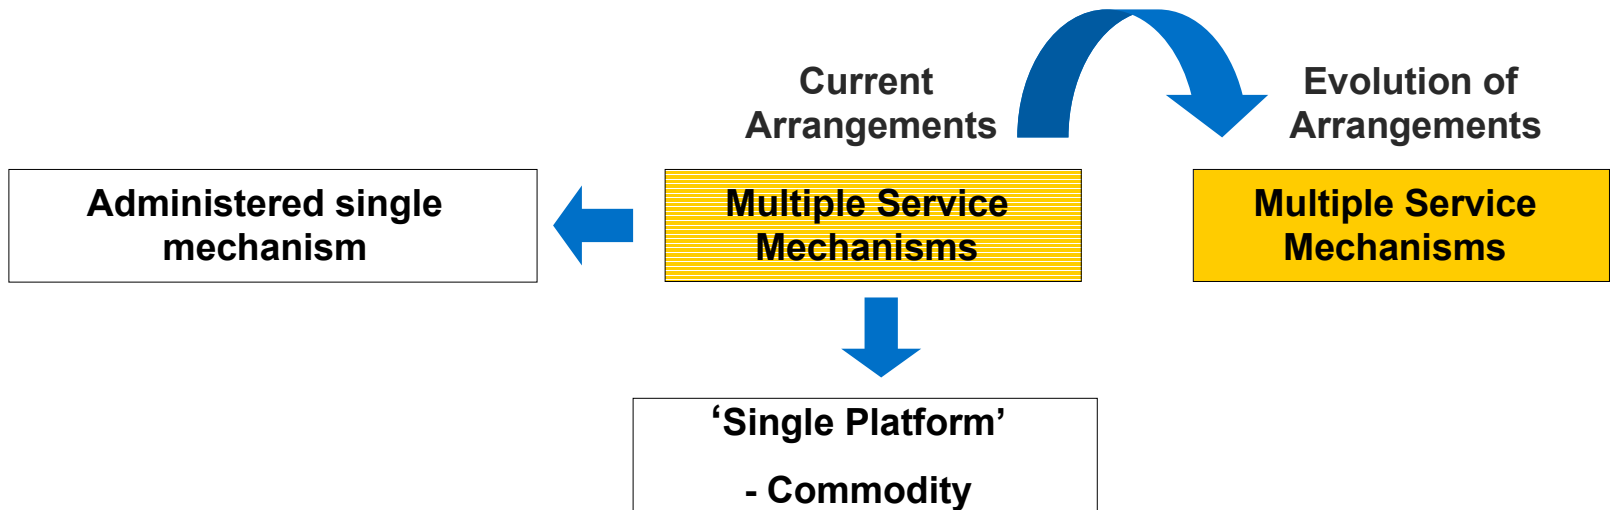 Current
Arrangements
Evolution of
Arrangements
Administered single
mechanism
Multiple Service
Mechanisms
Multiple Service
Mechanisms
‘Single Platform’
- Commodity